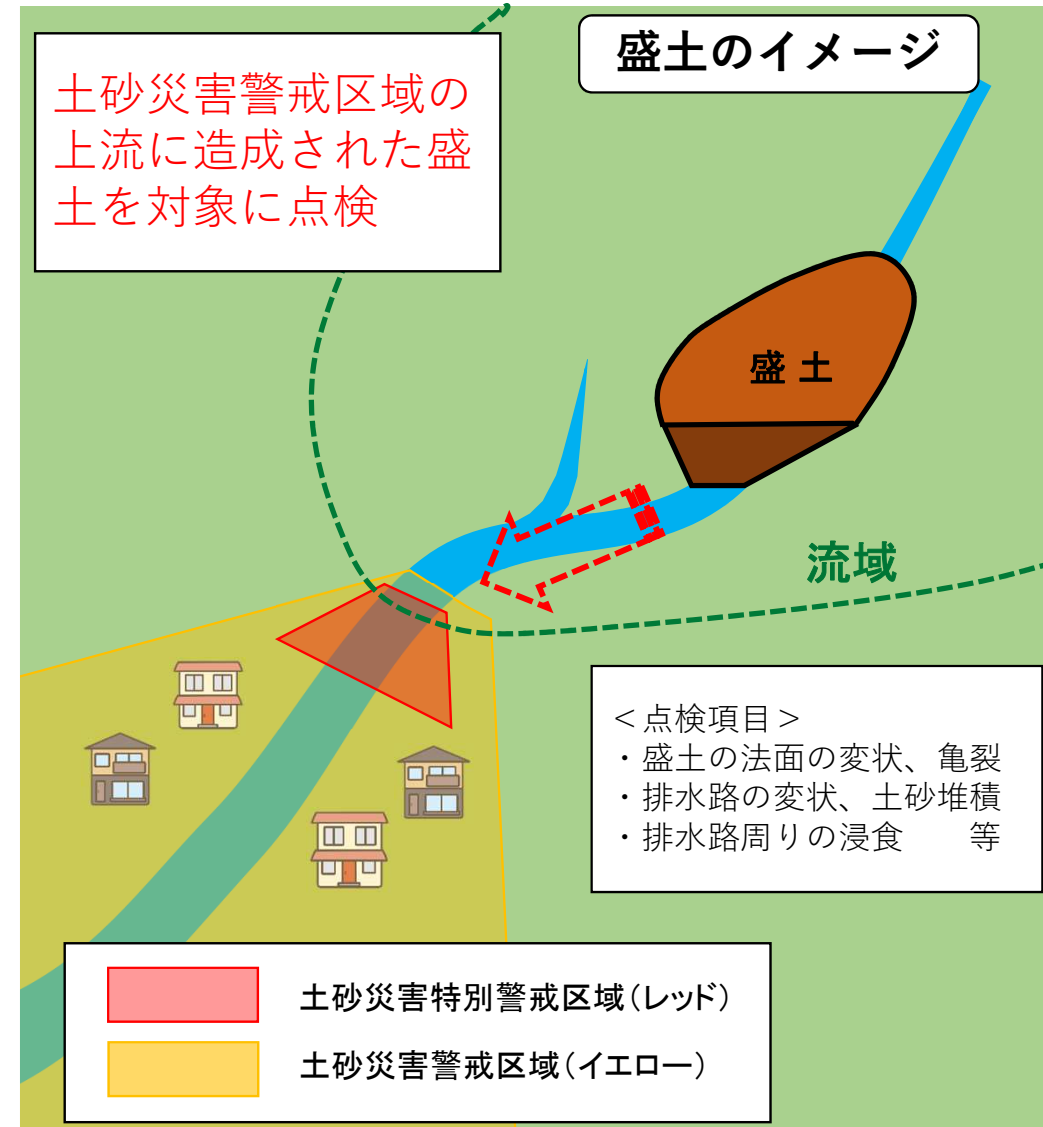 盛土のイメージ
土砂災害警戒区域の
上流に造成された盛
土を対象に点検
盛 土
流域
＜点検項目＞
・盛土の法面の変状、亀裂
・排水路の変状、土砂堆積
・排水路周りの浸食　　等
土砂災害特別警戒区域（レッド）
土砂災害警戒区域（イエロー）